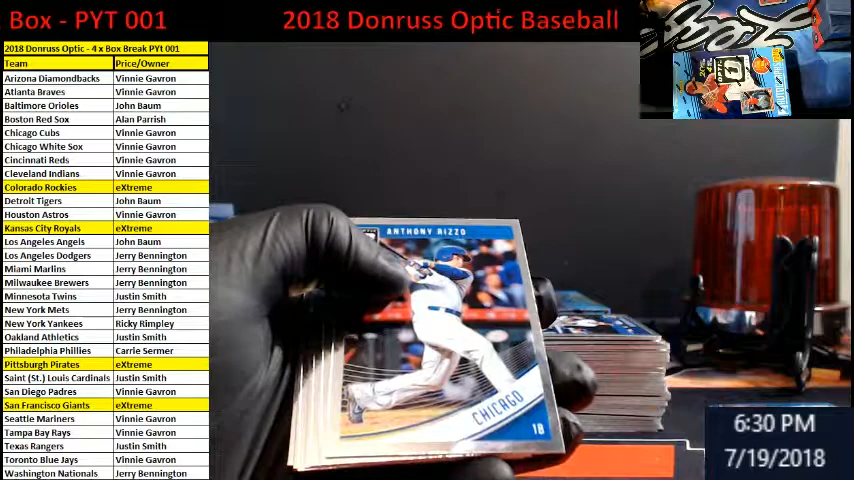 Box - PYT 001
2018 Donruss Optic Baseball
2018 Donruss Optic - 4 x Box Break PYt 001
Team Price/Owner
Arizona Diamondbacks Vinnie Gavron
Atlanta Braves Vinnie Gavron
Baltimore Orioles John Baum
Boston Red Sox Alan Parrish
Chicago Cubs Vinnie Gavron
Chicago White Sox Vinnie Gavron
Cincinnati Reds Vinnie Gavron
Cleveland Indians Vinnie Gavron
Colorado Rockies eXtreme
Detroit Tigers John Baum
Houston Astros Vinnie Gavron
Kansas City Royals eXtreme
Los Angeles Angels John Baum
Los Angeles Dodgers Jerry Bennington
Miami Marlins Jerry Bennington
Milwaukee Brewers Jerry Bennington
Minnesota Twins Justin Smith
New York Mets Jerry Bennington
New York Yankees Ricky Rimpley
Oakland Athletics Justin Smith
Philadelphia Phillies Carrie Sermer
Pittsburgh Pirates eXtreme
Saint (St.) Louis Cardinals Justin Smith
San Diego Padres Vinnie Gavron
San Francisco Giants eXtreme
Seattle Mariners Vinnie Gavron
Tampa Bay Rays Vinnie Gavron
Texas Rangers Justin Smith
Toronto Blue Jays Vinnie Gavron
Washington Nationals Jerry Bennington
ANTHONY RIZZO
CHICAGO
18
OPTIC
6:30 PM
7/19/2018